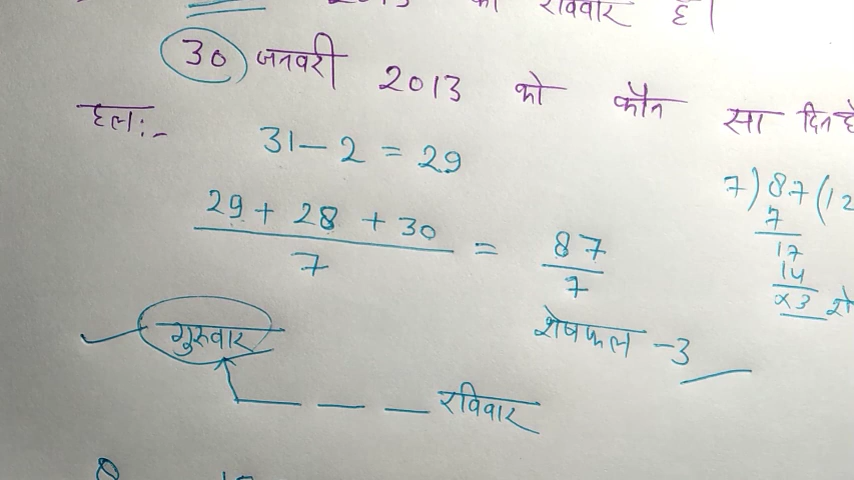 2013 को रविवार है।
30 जनवरी 2013 को कौन सा दिन है
हल:-
31 - 2 = 29
29 + 28 + 30 / 7 = 87 / 7
7 ) 87 ( 12
7
17
14
×3
शेषफल - 3
गुरुवार
रविवार